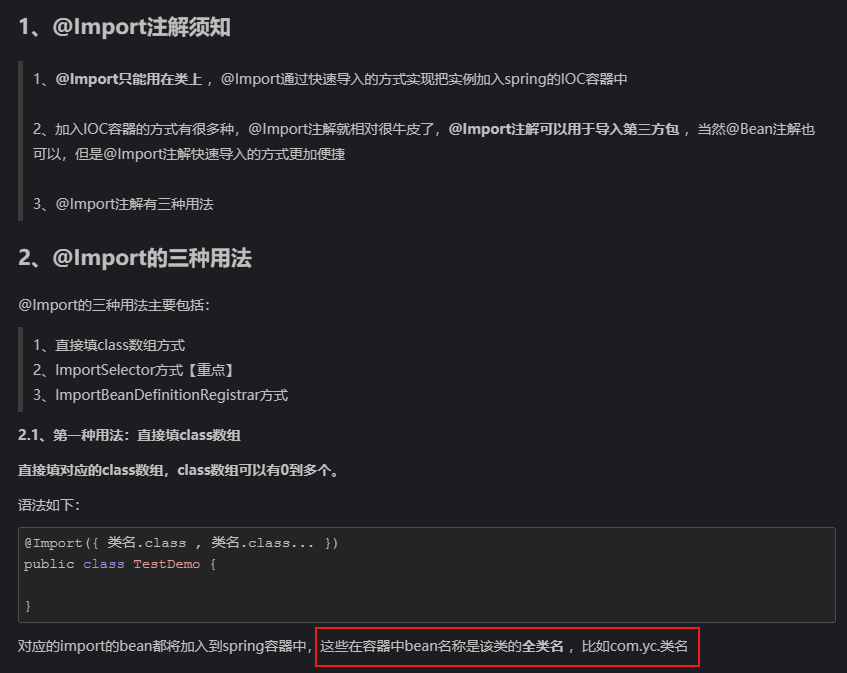 1、@Import注解须知
1、@Import只能用在类上 ，@Import通过快速导入的方式实现把实例加入spring的IOC容器中
2、加入IOC容器的方式有很多种，@Import注解就相对很牛皮了，@Import注解可以用于导入第三方包 ，当然@Bean注解也
可以，但是@Import注解快速导入的方式更加便捷
3、@Import注解有三种用法
2、@Import的三种用法
@Import的三种用法主要包括：
1、直接填class数组方式
2、ImportSelector方式【重点】
3、ImportBeanDefinitionRegistrar方式
2.1、第一种用法：直接填class数组
直接填对应的class数组，class数组可以有0到多个。
语法如下：
@Import({ 类名.class , 类名.class... })
public class TestDemo {
}
对应的import的bean都将加入到spring容器中，这些在容器中bean名称是该类的全类名 ，比如com.yc.类名